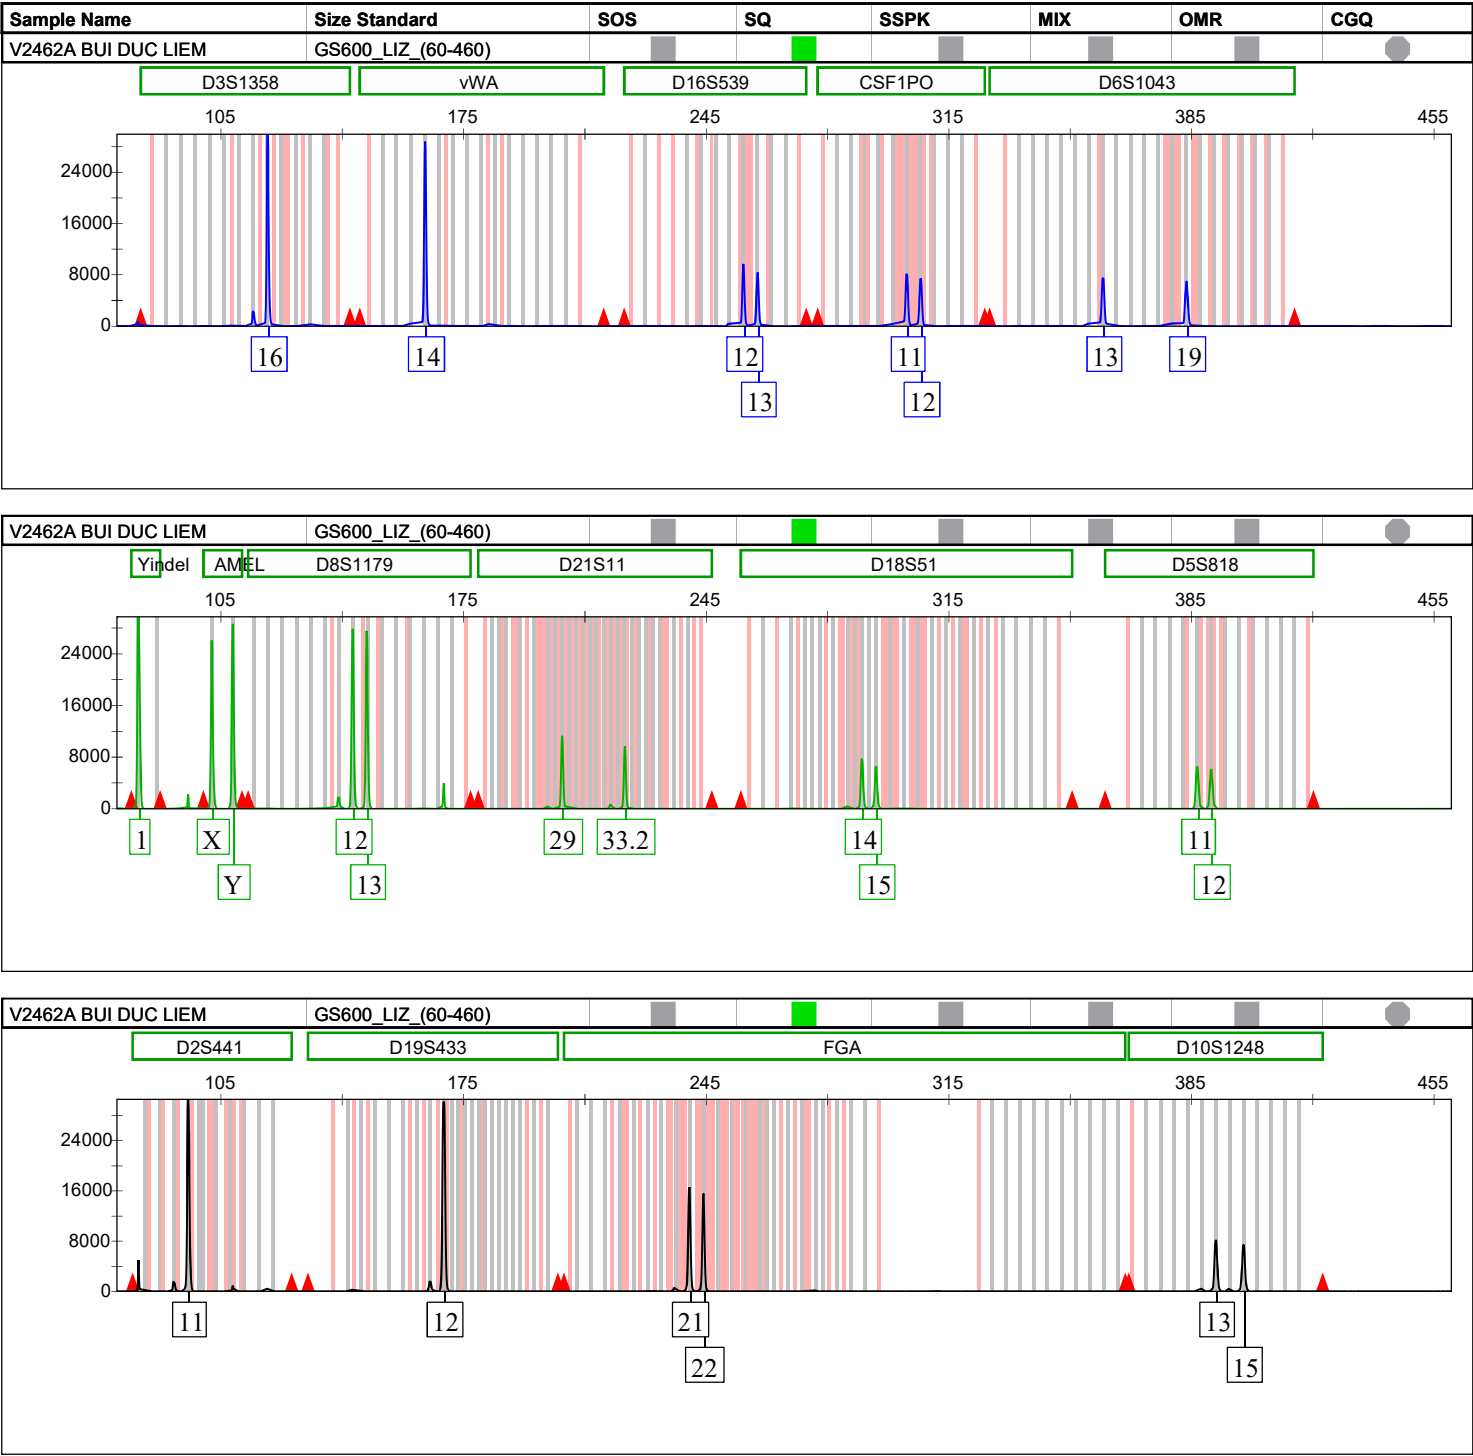 Sample Name Size Standard SOS SQ SSPK MIX OMR CGQ
V2462A BUI DUC LIEM GS600_LIZ_(60-460)
D3S1358 vWA D16S539 CSF1PO D6S1043
105 175 245 315 385 455
24000
16000
8000
0
16 14 12 11 13 19
13 12
V2462A BUI DUC LIEM GS600_LIZ_(60-460)
Yindel AMEL D8S1179 D21S11 D18S51 D5S818
105 175 245 315 385 455
24000
16000
8000
0
1 X 12 29 33.2 14 11
Y 13 15 12
V2462A BUI DUC LIEM GS600_LIZ_(60-460)
D2S441 D19S433 FGA D10S1248
105 175 245 315 385 455
24000
16000
8000
0
11 12 21 13
22 15